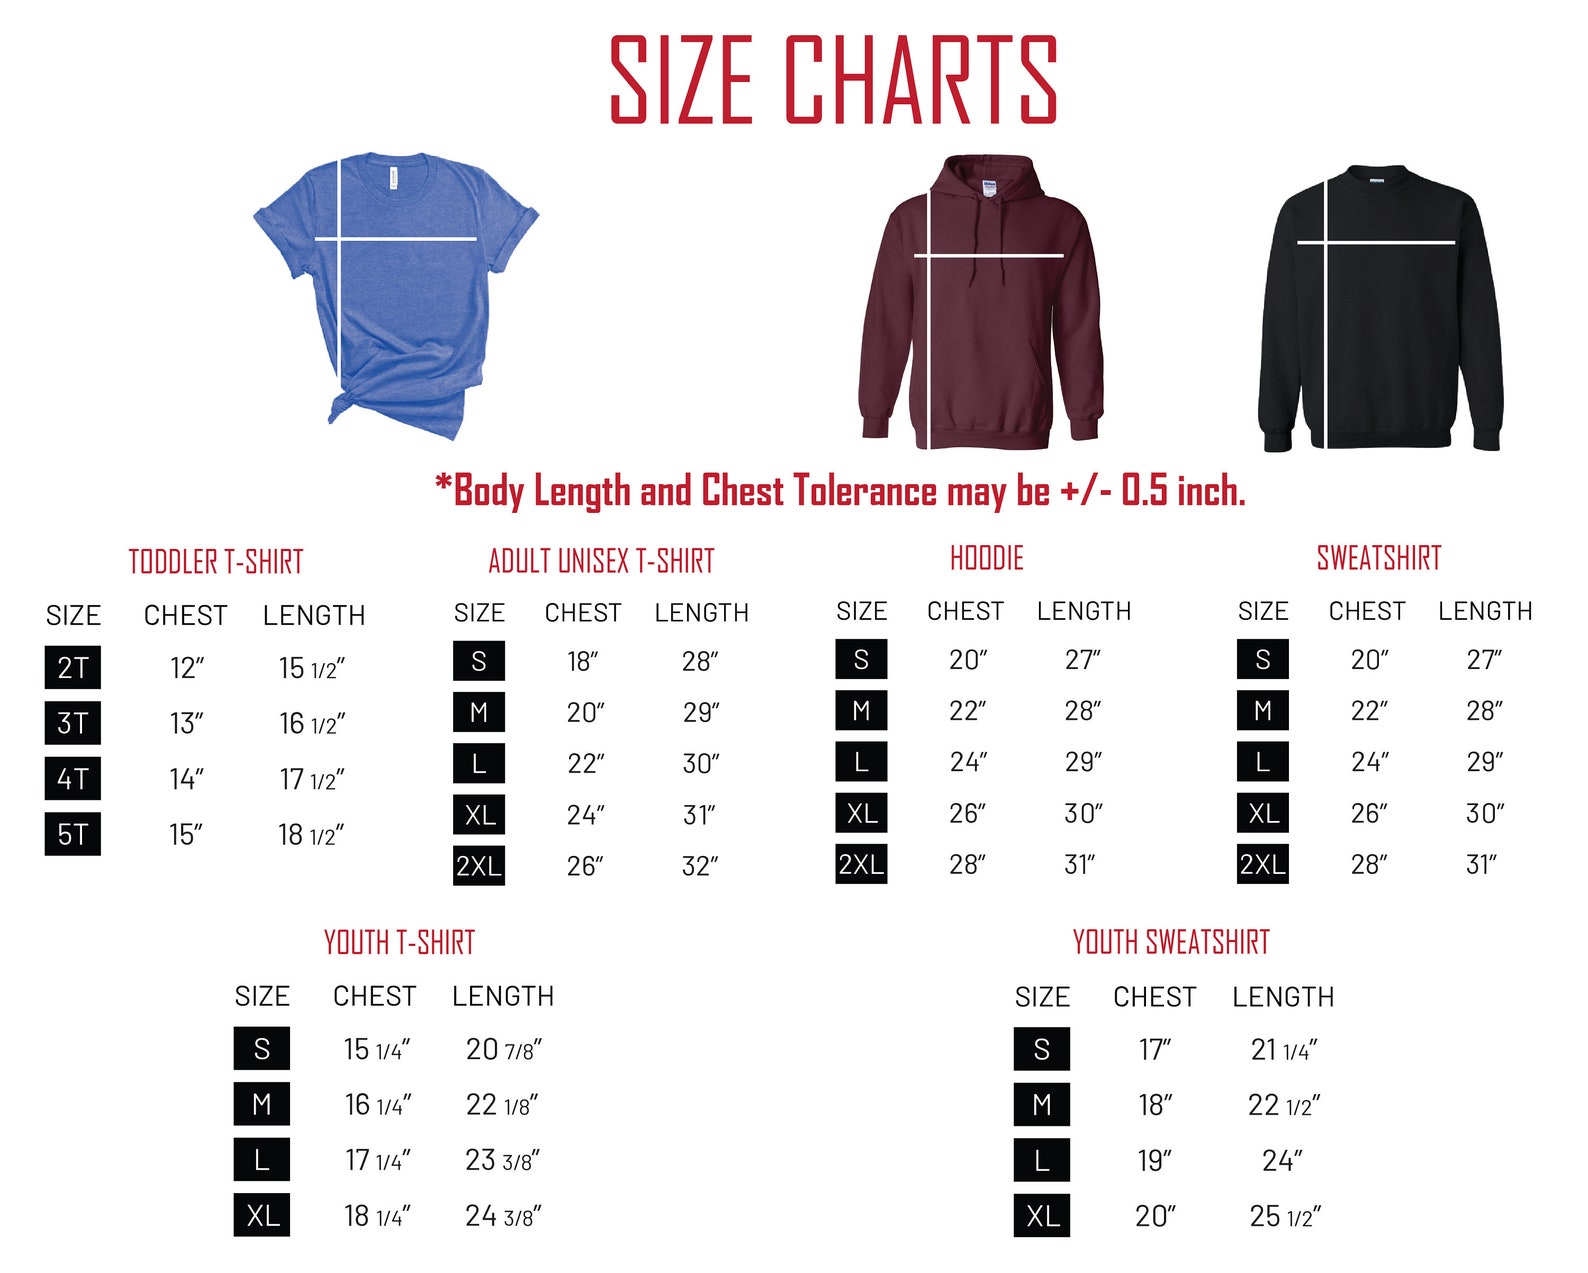 SIZE CHARTS
*Body Length and Chest Tolerance may be +/- 0.5 inch.
TODDLER T-SHIRT
SIZE CHEST LENGTH
2T 12” 15 1/2”
3T 13” 16 1/2”
4T 14” 17 1/2”
5T 15” 18 1/2”
ADULT UNISEX T-SHIRT
SIZE CHEST LENGTH
S 18” 28”
M 20” 29”
L 22” 30”
XL 24” 31”
2XL 26” 32”
HOODIE
SIZE CHEST LENGTH
S 20” 27”
M 22” 28”
L 24” 29”
XL 26” 30”
2XL 28” 31”
SWEATSHIRT
SIZE CHEST LENGTH
S 20” 27”
M 22” 28”
L 24” 29”
XL 26” 30”
2XL 28” 31”
YOUTH T-SHIRT
SIZE CHEST LENGTH
S 15 1/4” 20 7/8”
M 16 1/4” 22 1/8”
L 17 1/4” 23 3/8”
XL 18 1/4” 24 3/8”
YOUTH SWEATSHIRT
SIZE CHEST LENGTH
S 17” 21 1/4”
M 18” 22 1/2”
L 19” 24”
XL 20” 25 1/2”